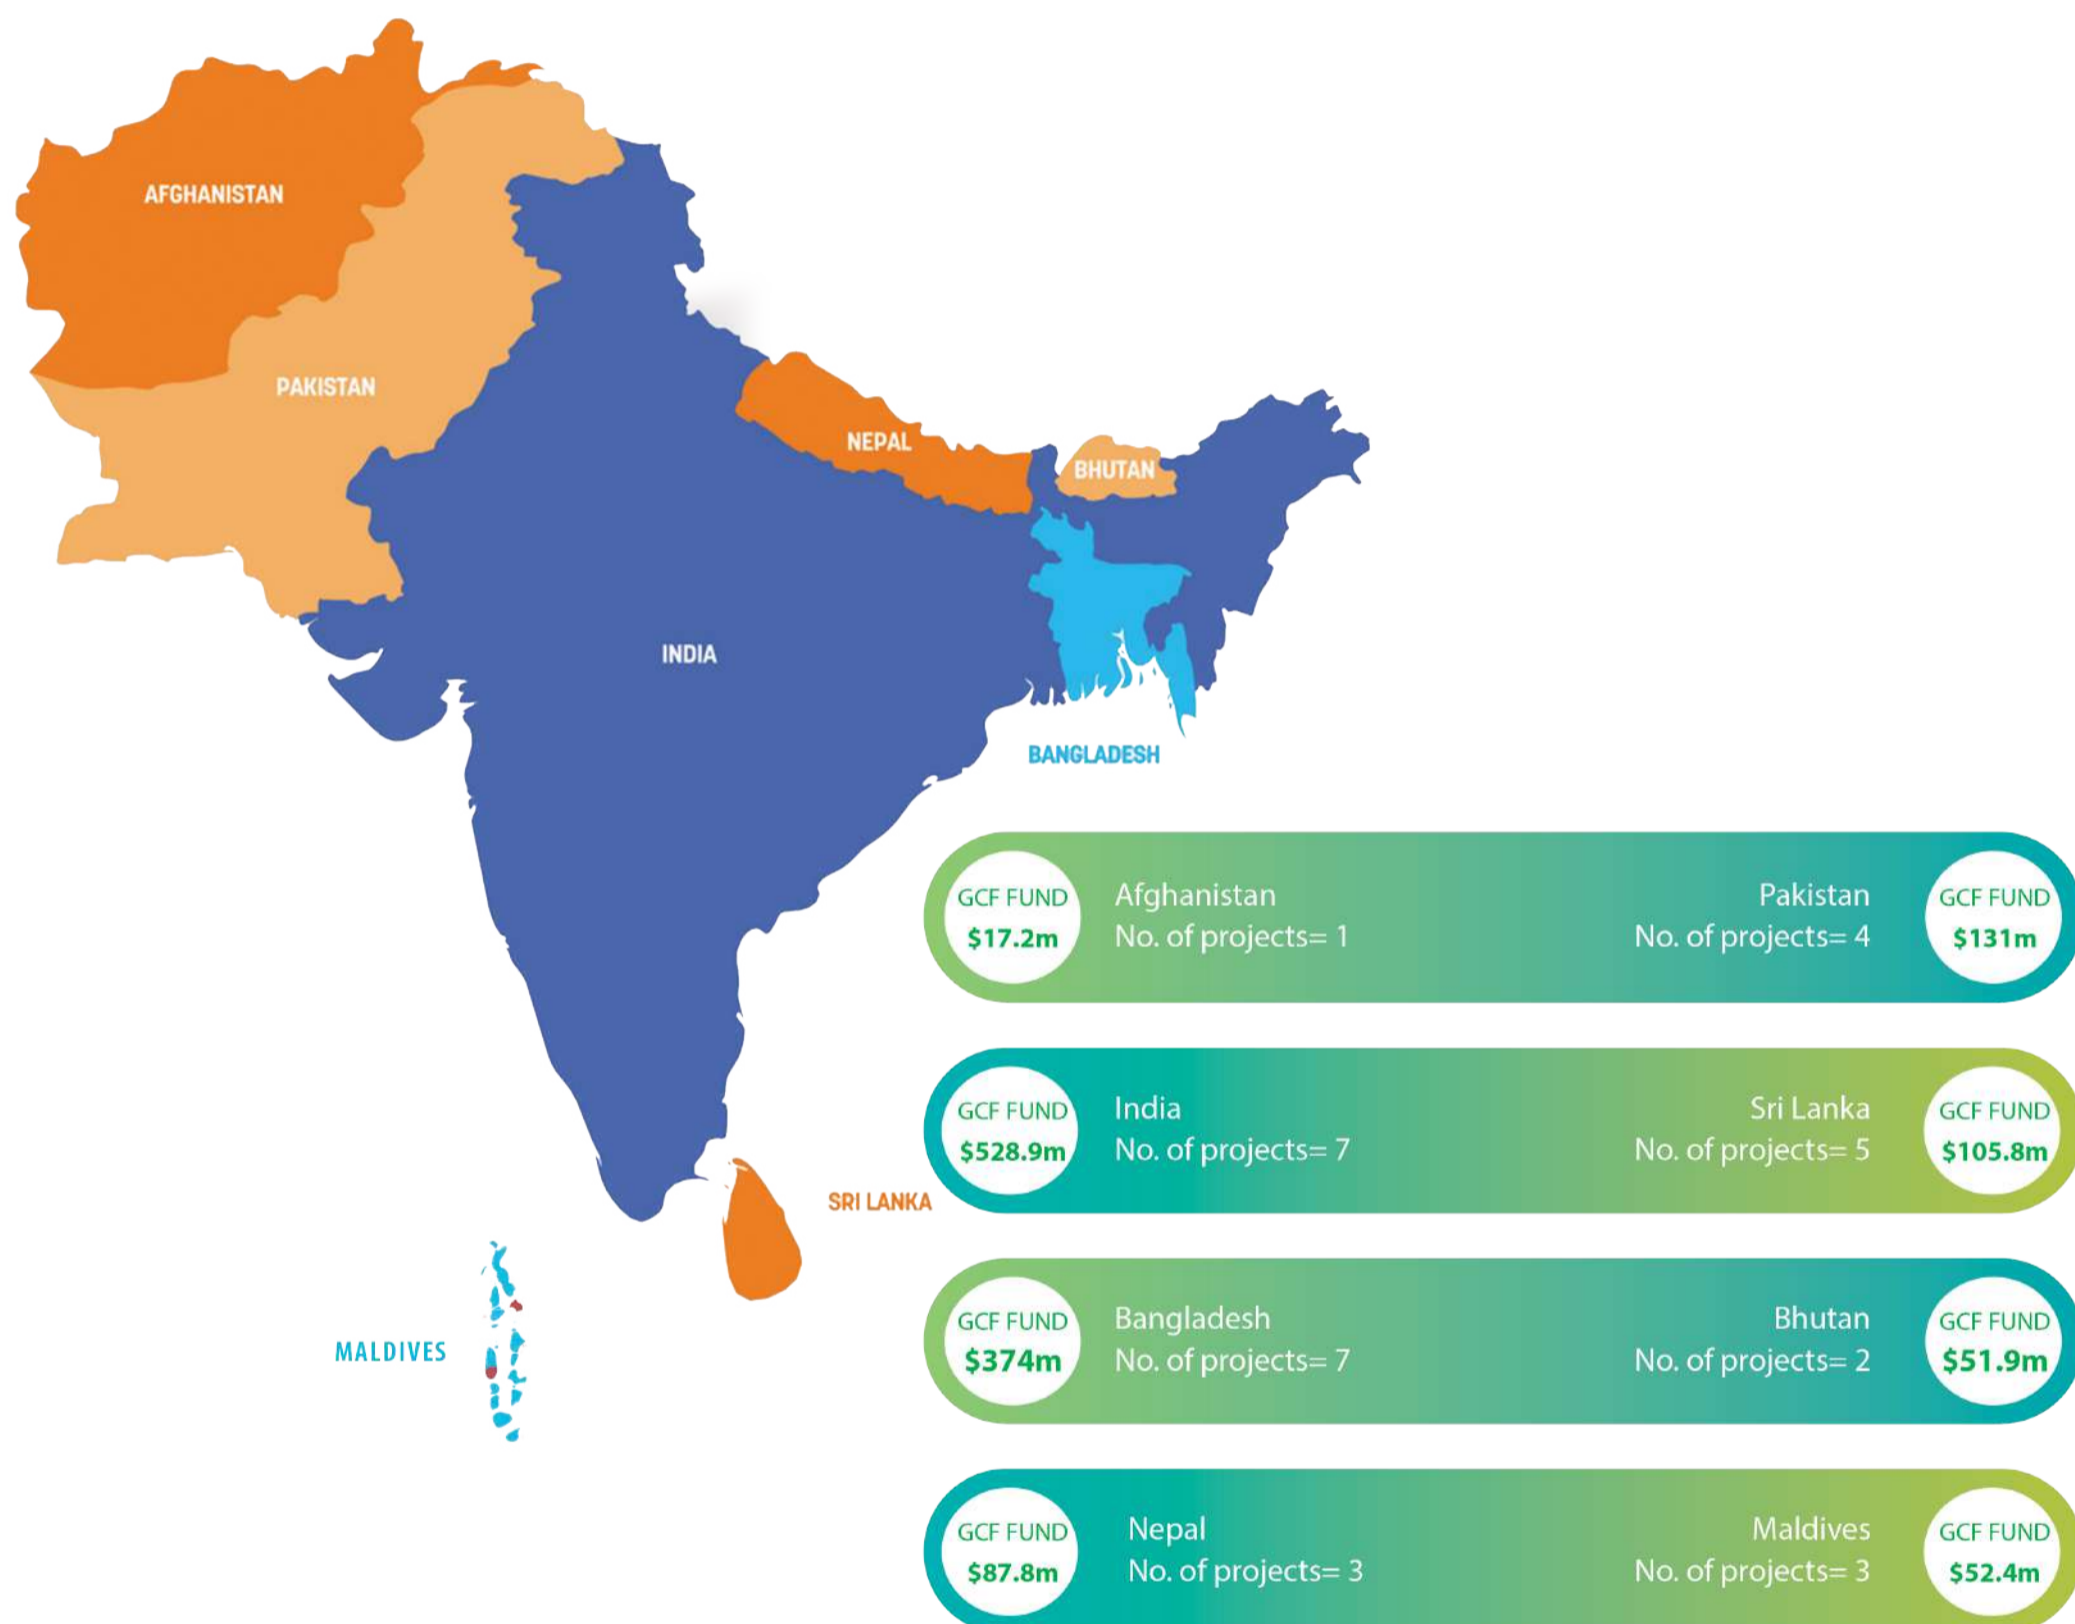 AFGHANISTAN
PAKISTAN
NEPAL
BHUTAN
INDIA
BANGLADESH
SRI LANKA
MALDIVES
GCF FUND
$17.2m
Afghanistan
No. of projects= 1
Pakistan
No. of projects= 4
GCF FUND
$131m
GCF FUND
$528.9m
India
No. of projects= 7
Sri Lanka
No. of projects= 5
GCF FUND
$105.8m
GCF FUND
$374m
Bangladesh
No. of projects= 7
Bhutan
No. of projects= 2
GCF FUND
$51.9m
GCF FUND
$87.8m
Nepal
No. of projects= 3
Maldives
No. of projects= 3
GCF FUND
$52.4m